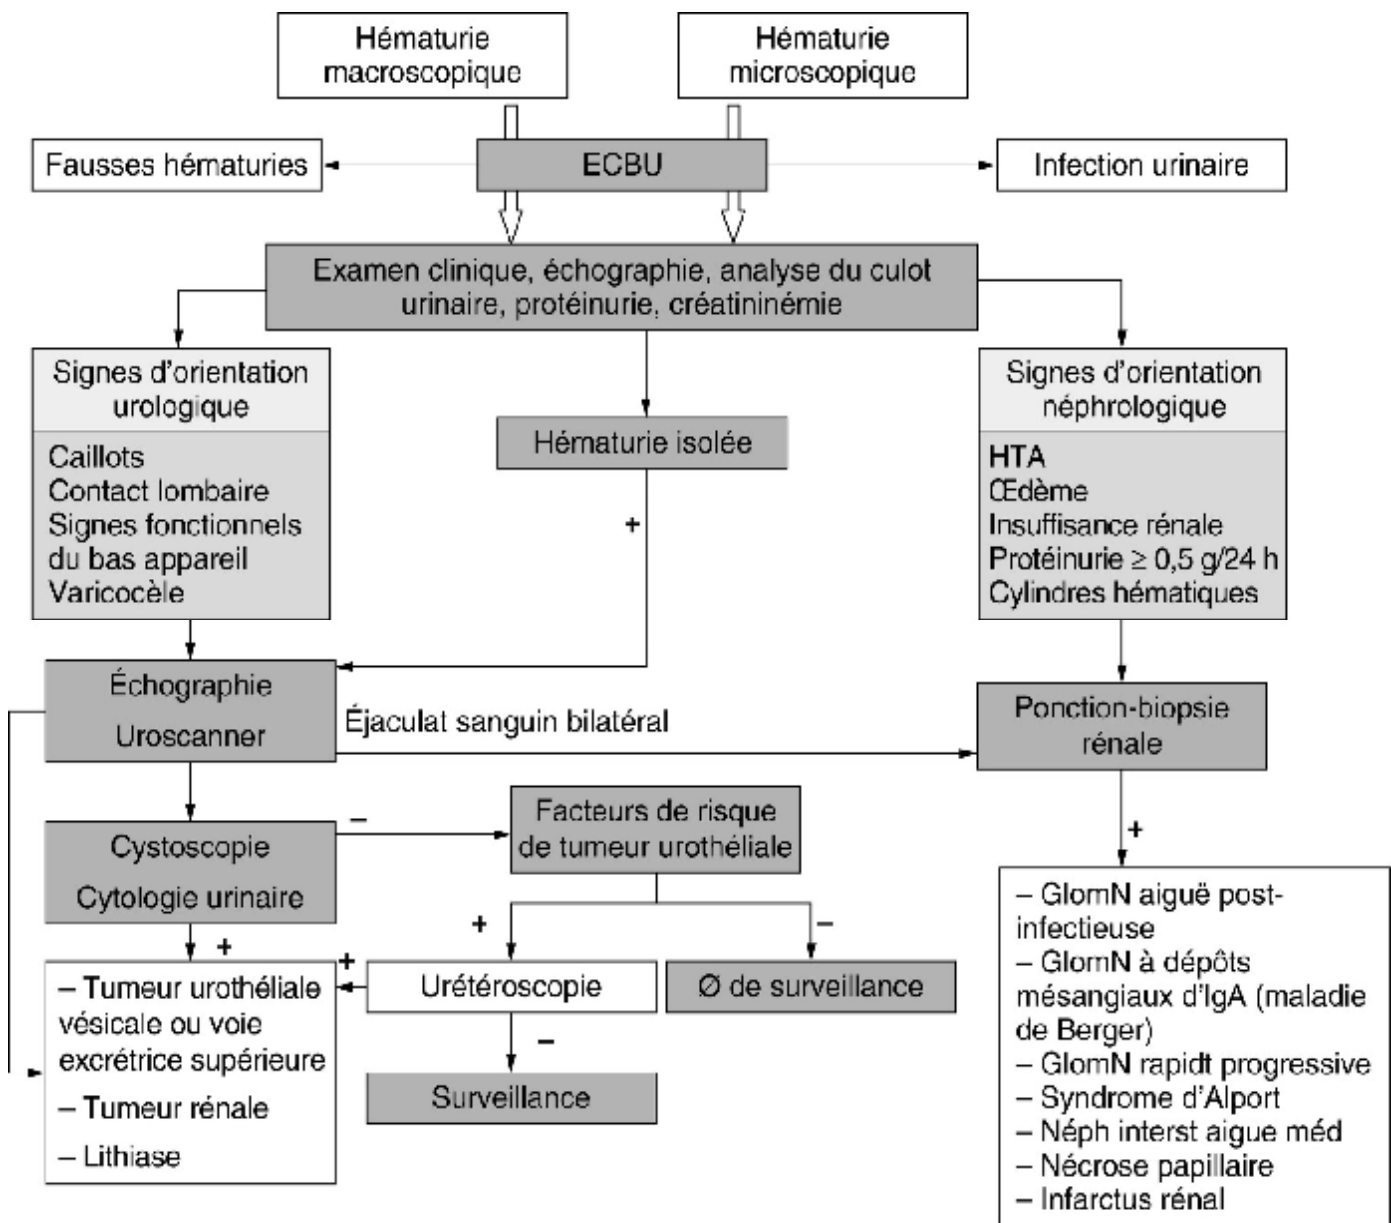 Hématurie
macroscopique
Hématurie
microscopique
Fausses hématuries
ECBU
Infection urinaire
Examen clinique, échographie, analyse du culot
urinaire, protéinurie, créatininémie
Signes d'orientation
urologique
Caillots
Contact lombaire
Signes fonctionnels
du bas appareil
Varicocèle
Hématurie isolée
+
Signes d'orientation
néphrologique
HTA
Œdème
Insuffisance rénale
Protéinurie ≥ 0,5 g/24 h
Cylindres hématiques
Échographie
Uroscanner
Éjaculat sanguin bilatéral
Ponction-biopsie
rénale
+
Cystoscopie
Cytologie urinaire
–
Facteurs de risque
de tumeur urothéliale
+
–
+
+
– Tumeur urothéliale
vésicale ou voie
excrétrice supérieure
– Tumeur rénale
– Lithiase
Urétéroscopie
–
Surveillance
Ø de surveillance
– GlomN aiguë post-
infectieuse
– GlomN à dépôts
mésangiaux d'IgA (maladie
de Berger)
– GlomN rapidt progressive
– Syndrome d'Alport
– Néph interst aigue méd
– Nécrose papillaire
– Infarctus rénal